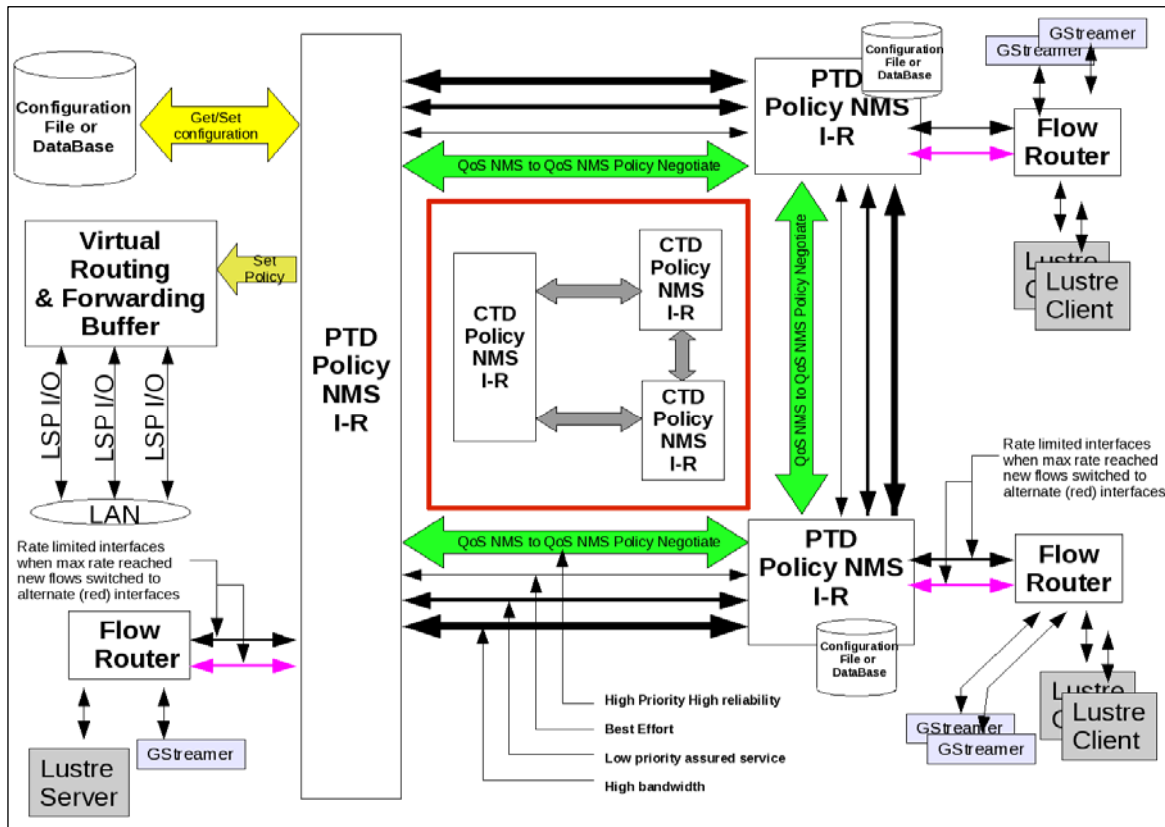 Configuration
File or
DataBase
Get/Set
configuration
Virtual
Routing
& Forwarding
Buffer
Set
Policy
LSP I/O
LSP I/O
LSP I/O
LAN
Rate limited interfaces
when max rate reached
new flows switched to
alternate (red) interfaces
Flow
Router
Lustre
Server
GStreamer
PTD
Policy
NMS
I-R
QoS NMS to QoS NMS Policy Negotiate
CTD
Policy
NMS
I-R
CTD
Policy
NMS
I-R
CTD
Policy
NMS
I-R
QoS NMS to QoS NMS Policy Negotiate
High Priority High reliability
Best Effort
Low priority assured service
High bandwidth
PTD
Policy NMS
I-R
Configuration
File or
DataBase
QoS NMS to QoS NMS Policy Negotiate
PTD
Policy NMS
I-R
Configuration
File or
DataBase
GStreamer
GStreamer
Flow
Router
Lustre
C
Lustre
Client
Rate limited interfaces
when max rate reached
new flows switched to
alternate (red) interfaces
Flow
Router
Lustre
C
Lustre
Client
GStreamer
GStreamer